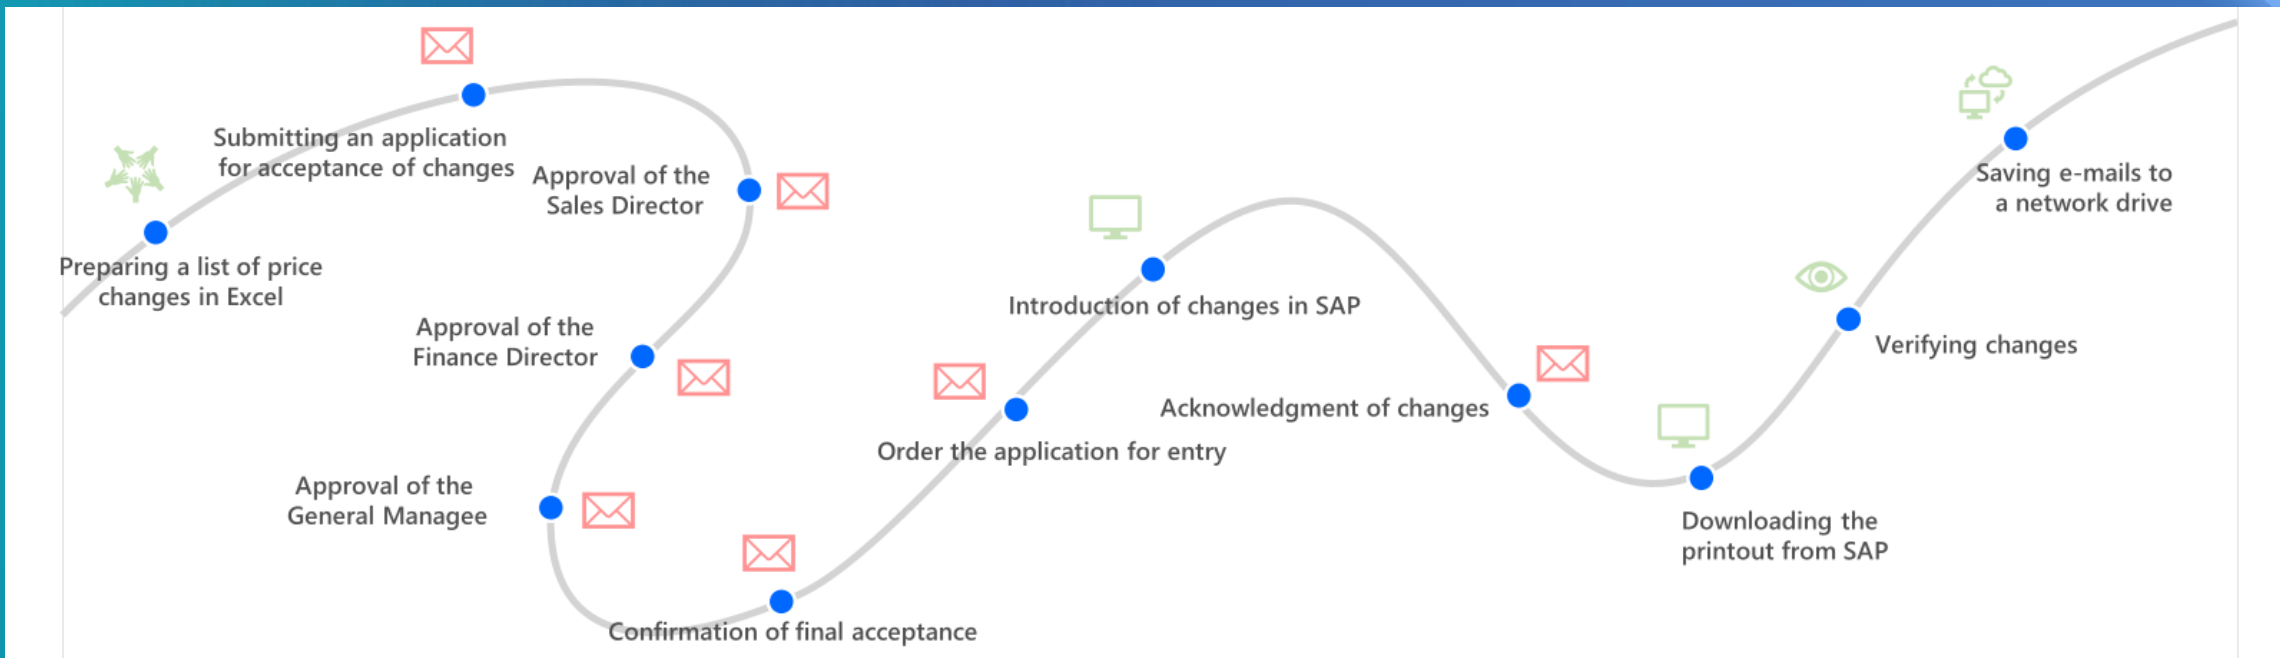 Submitting an application
for acceptance of changes
Preparing a list of price
changes in Excel
Approval of the
Sales Director
Approval of the
Finance Director
Approval of the
General Managee
Confirmation of final acceptance
Order the application for entry
Introduction of changes in SAP
Acknowledgment of changes
Downloading the
printout from SAP
Verifying changes
Saving e-mails to
a network drive